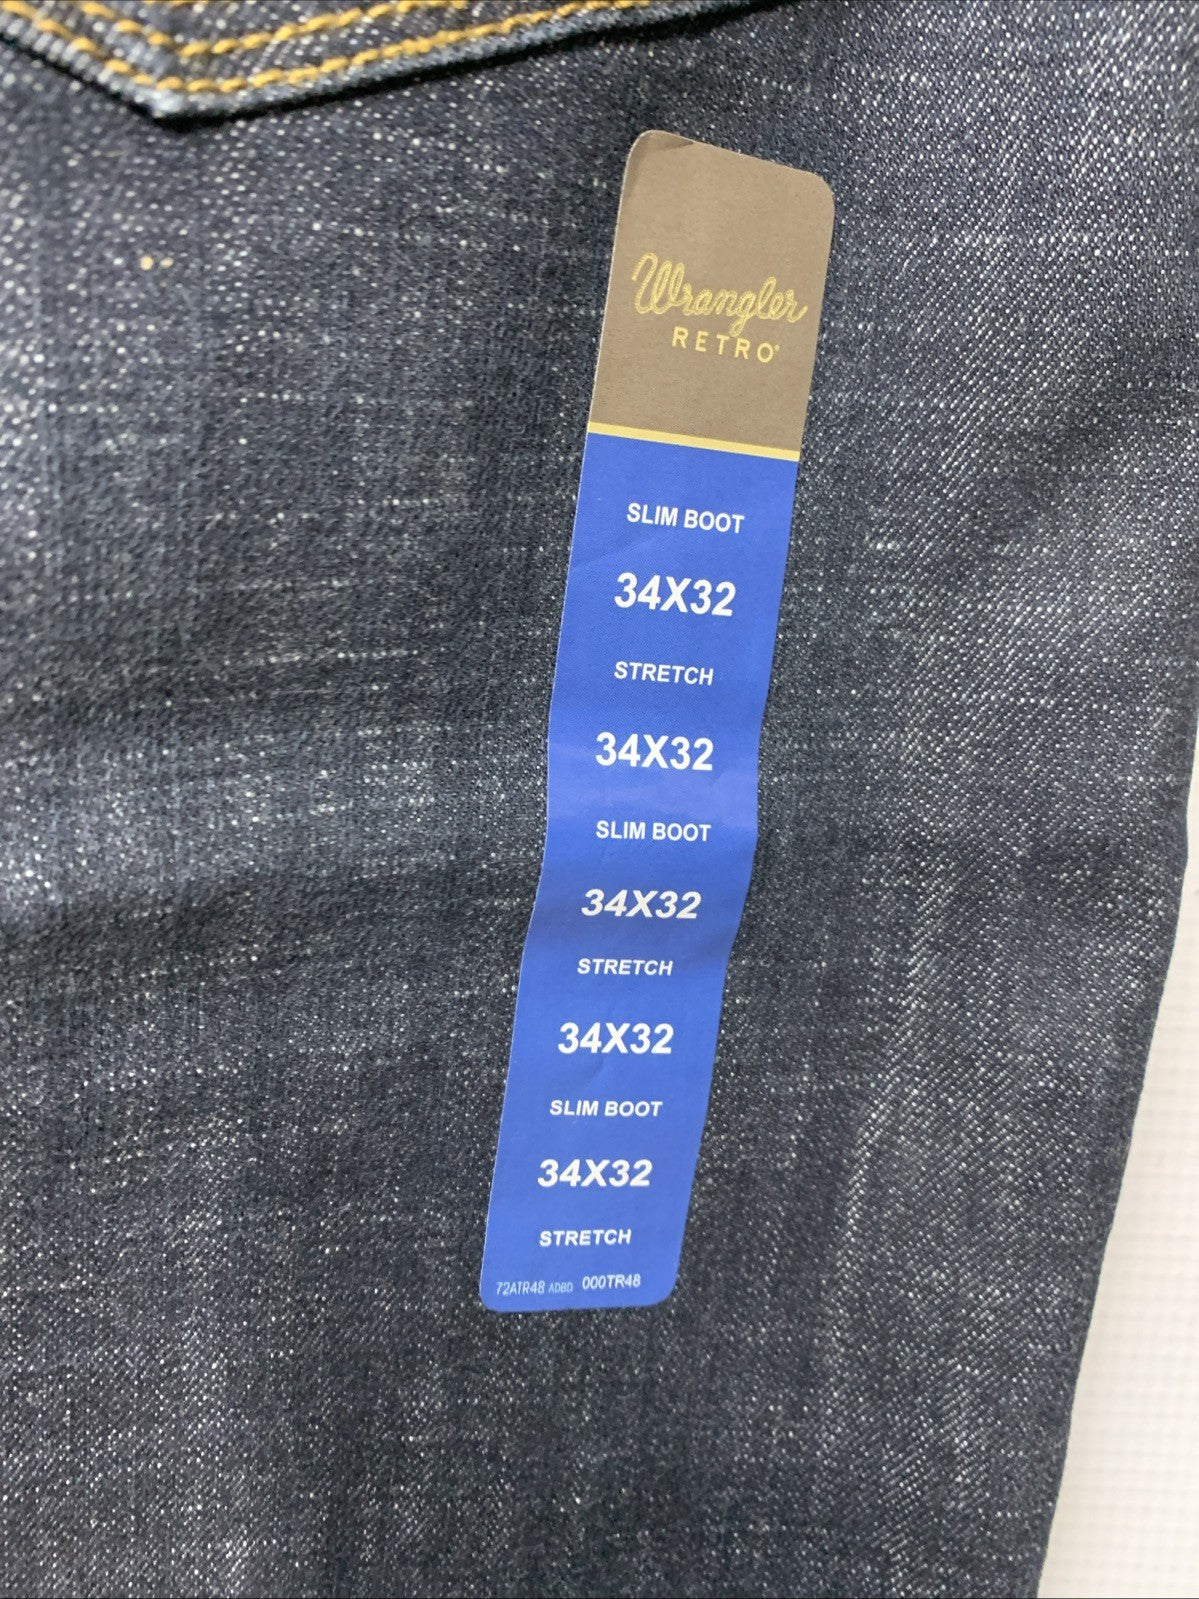 Wrangler
RETRO®
SLIM BOOT
34X32
STRETCH
34X32
SLIM BOOT
34X32
STRETCH
34X32
SLIM BOOT
34X32
STRETCH
72ATR48 ADBD 000TR48